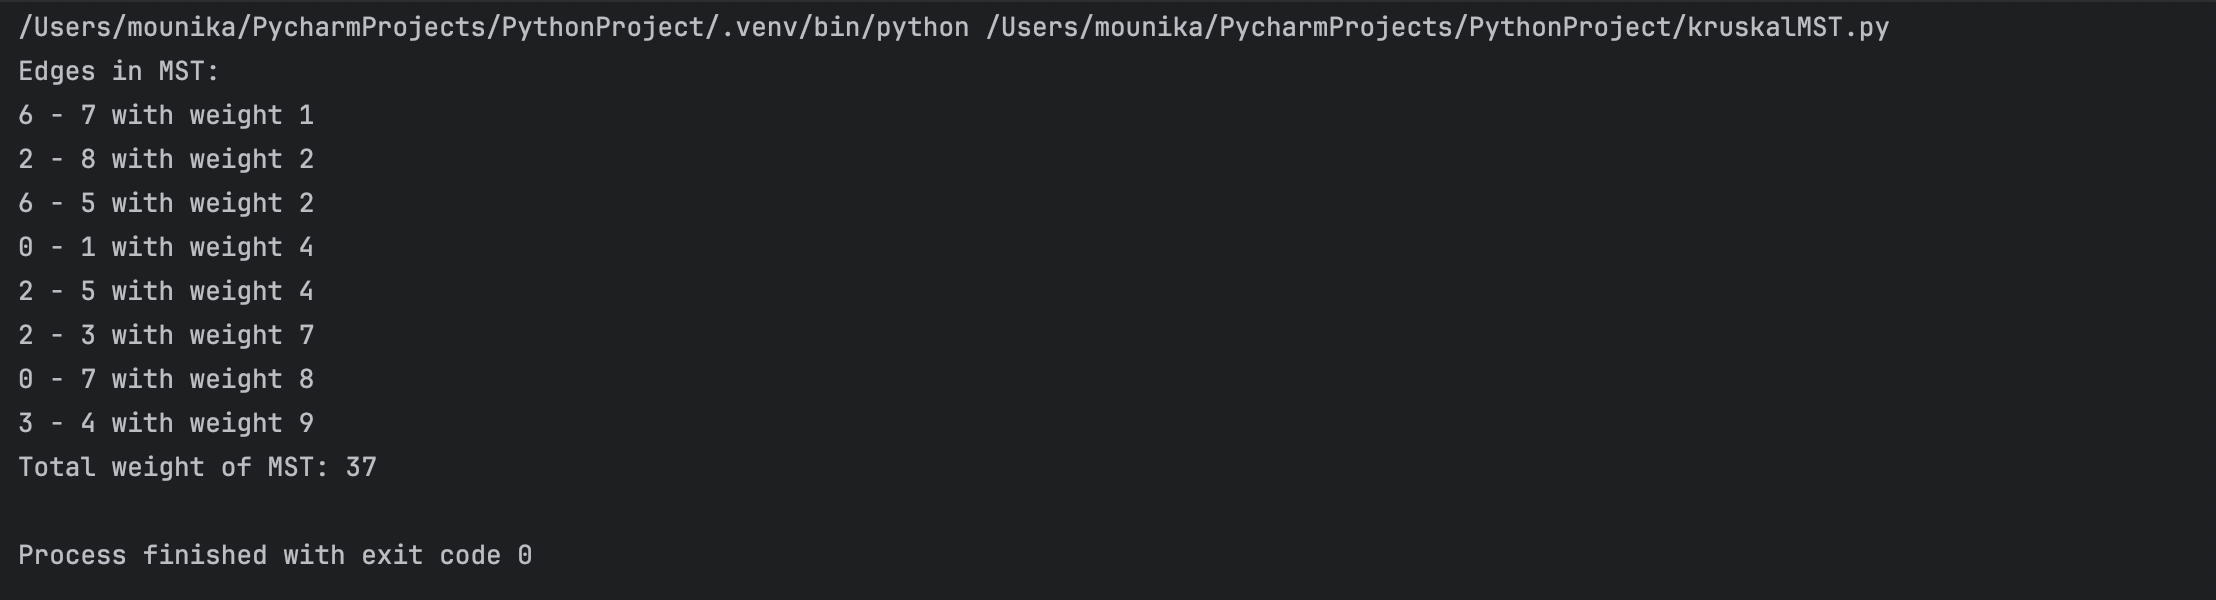 /Users/mounika/PycharmProjects/PythonProject/.venv/bin/python /Users/mounika/PycharmProjects/PythonProject/kruskalMST.py
Edges in MST:
6 - 7 with weight 1
2 - 8 with weight 2
6 - 5 with weight 2
0 - 1 with weight 4
2 - 5 with weight 4
2 - 3 with weight 7
0 - 7 with weight 8
3 - 4 with weight 9
Total weight of MST: 37
Process finished with exit code 0